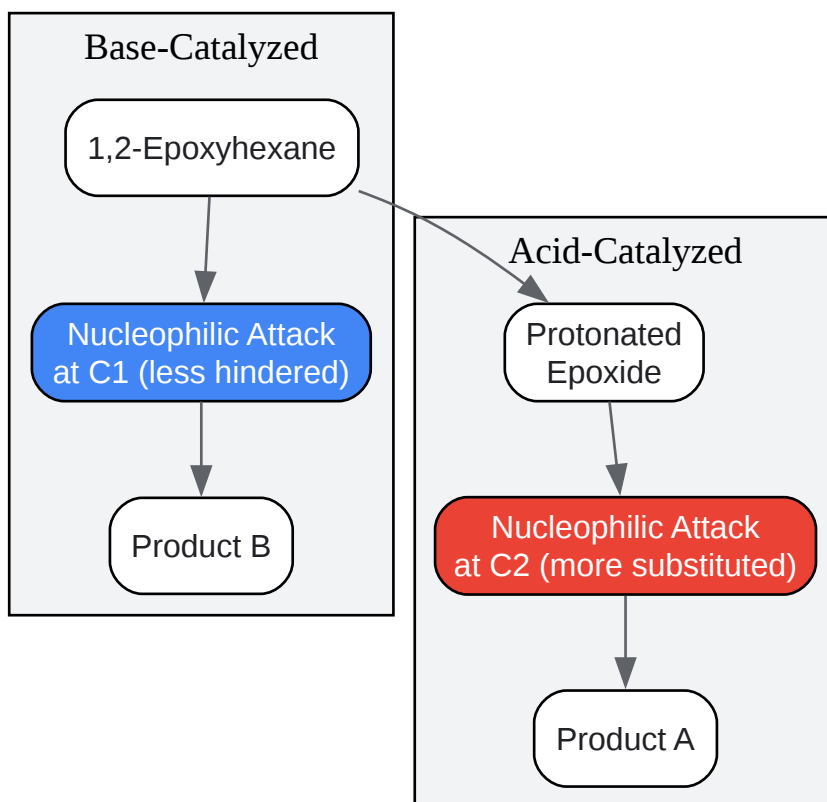 Base-Catalyzed
1,2-Epoxyhexane
Nucleophilic Attack
at C1 (less hindered)
Product B
Acid-Catalyzed
Protonated
Epoxide
Nucleophilic Attack
at C2 (more substituted)
Product A